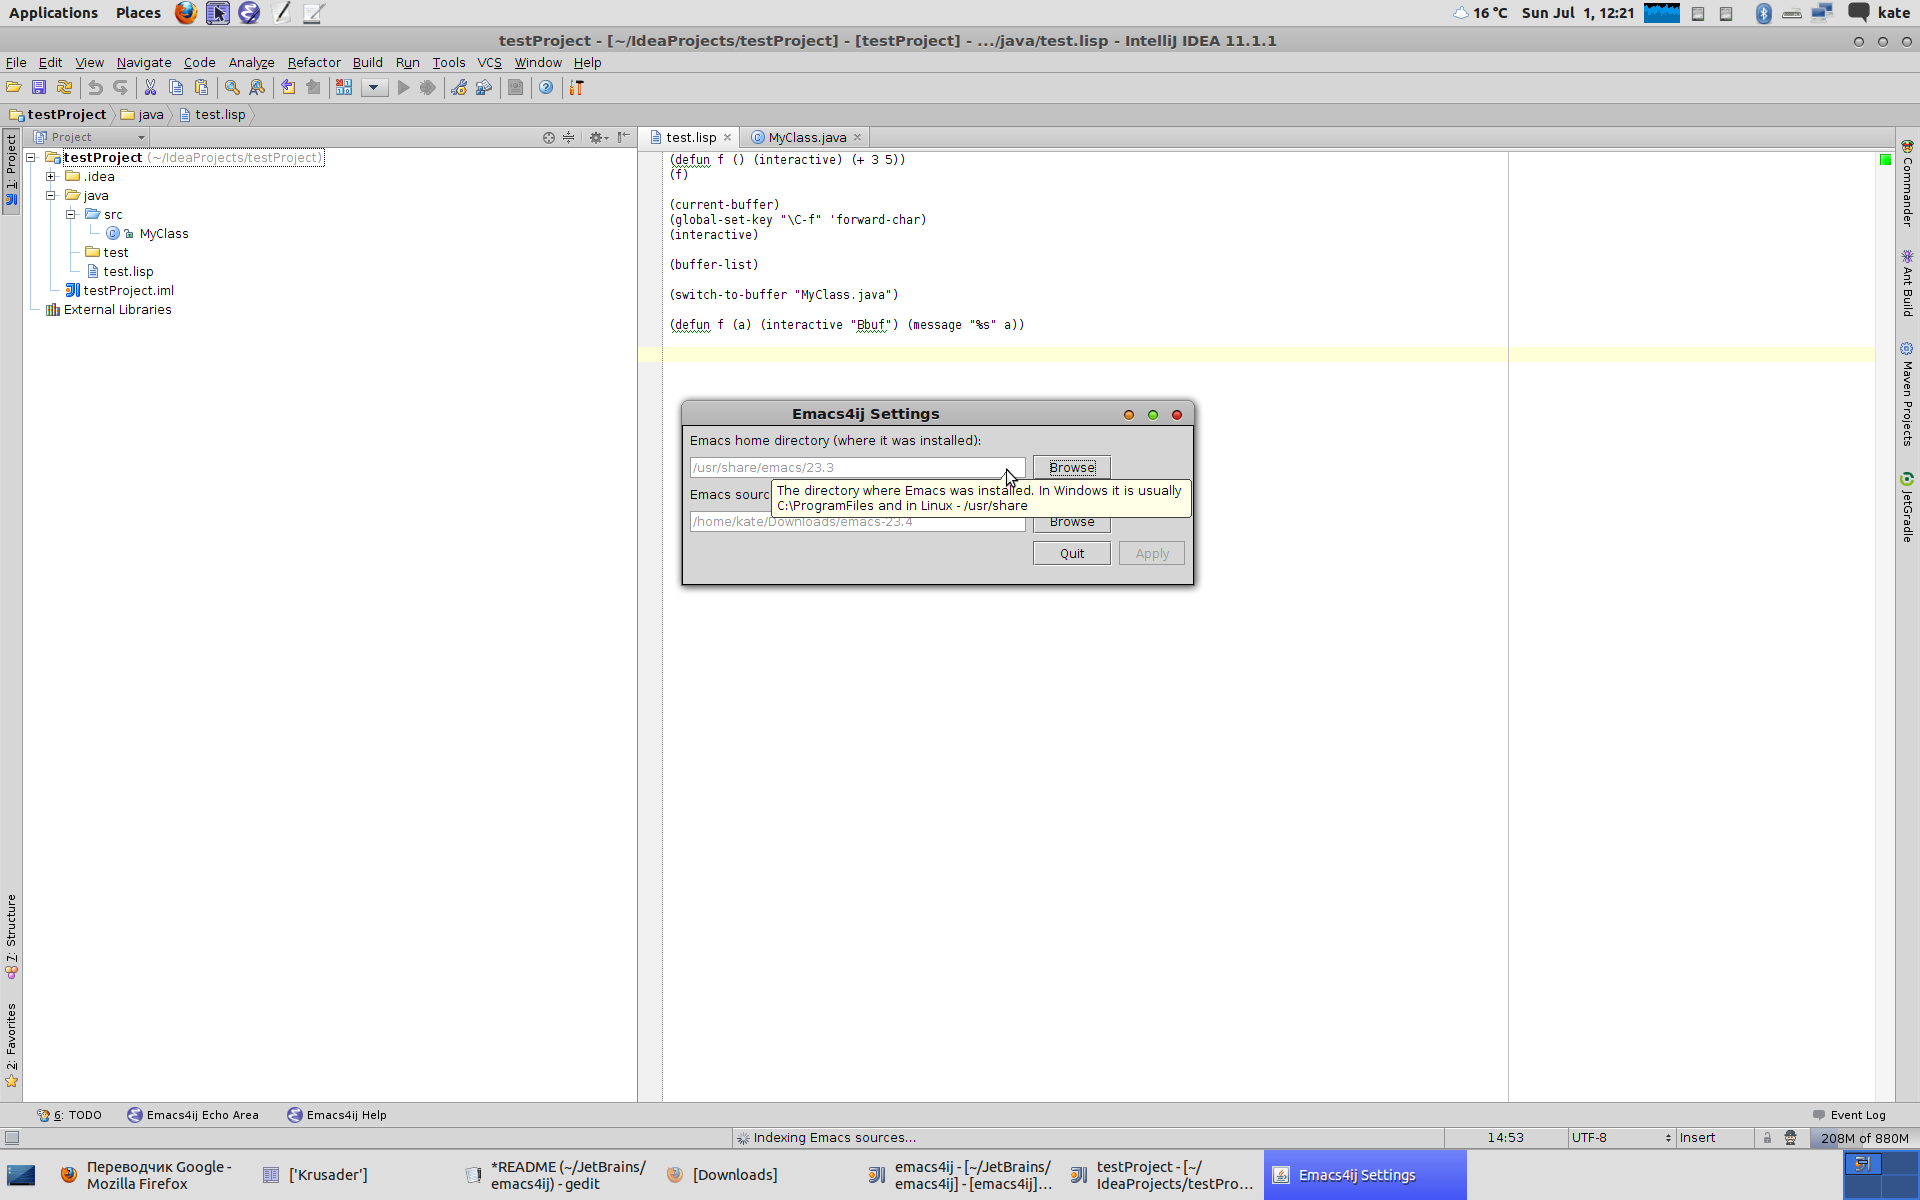 Applications Places 16 °C Sun Jul 1, 12:21 kate
testProject - [~/IdeaProjects/testProject] - [testProject] - .../java/test.lisp - IntelliJ IDEA 11.1.1
File Edit View Navigate Code Analyze Refactor Build Run Tools VCS Window Help
testProject java test.lisp
1: Project
Project
testProject (~/IdeaProjects/testProject)
.idea
java
src
MyClass
test
test.lisp
testProject.iml
External Libraries
7: Structure
2: Favorites
test.lisp MyClass.java
(defun f () (interactive) (+ 3 5))
(f)
(current-buffer)
(global-set-key "\C-f" 'forward-char)
(interactive)
(buffer-list)
(switch-to-buffer "MyClass.java")
(defun f (a) (interactive "Bbuf") (message "%s" a))
Emacs4ij Settings
Emacs home directory (where it was installed):
/usr/share/emacs/23.3 Browse
Emacs sourc
The directory where Emacs was installed. In Windows it is usually
C:\ProgramFiles and in Linux - /usr/share
/home/kate/Downloads/emacs-23.4 Browse
Quit Apply
Commander
Ant Build
Maven Projects
JetGradle
6: TODO Emacs4ij Echo Area Emacs4ij Help Event Log
Indexing Emacs sources... 14:53 UTF-8 Insert 208M of 880M
Переводчик Google -
Mozilla Firefox
['Krusader']
*README (~/JetBrains/
emacs4ij) - gedit
[Downloads]
emacs4ij - [~/JetBrains/
emacs4ij] - [emacs4ij]...
testProject - [~/
IdeaProjects/testPro...
Emacs4ij Settings